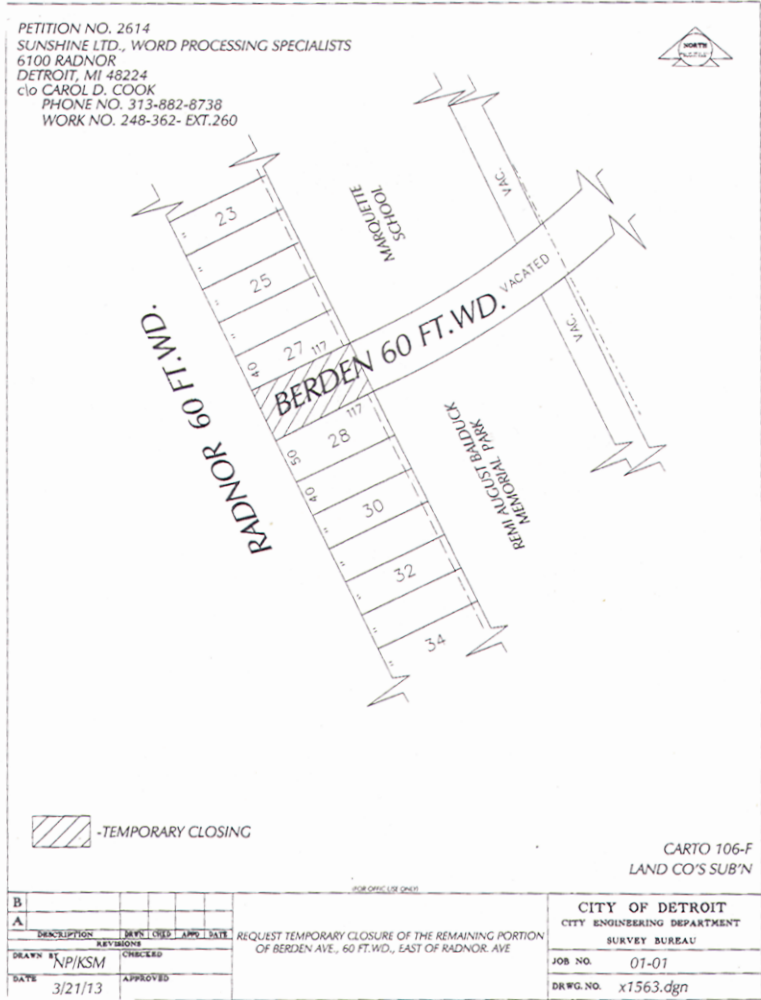 PETITION NO. 2614
SUNSHINE LTD., WORD PROCESSING SPECIALISTS
6100 RADNOR
DETROIT, MI 48224
c\o CAROL D. COOK
PHONE NO. 313-882-8738
WORK NO. 248-362- EXT.260
NORTH
MARQUETTE
SCHOOL
VAC.
23
25
27
117
40
RADNOR 60 FT.WD.
BERDEN 60 FT.WD.
VACATED
VAC.
117
28
50
40
30
32
34
REMI AUGUST BALDUCK
MEMORIAL PARK
-TEMPORARY CLOSING
CARTO 106-F
LAND CO'S SUB'N
(FOR OFFICE USE ONLY)
B
A
DESCRIPTION DRWN CHKD APPD DATE
REVISIONS
DRAWN BY NP/KSM
CHECKED
DATE 3/21/13
APPROVED
REQUEST TEMPORARY CLOSURE OF THE REMAINING PORTION
OF BERDEN AVE., 60 FT.WD., EAST OF RADNOR. AVE
CITY OF DETROIT
CITY ENGINEERING DEPARTMENT
SURVEY BUREAU
JOB NO. 01-01
DRWG. NO. x1563.dgn